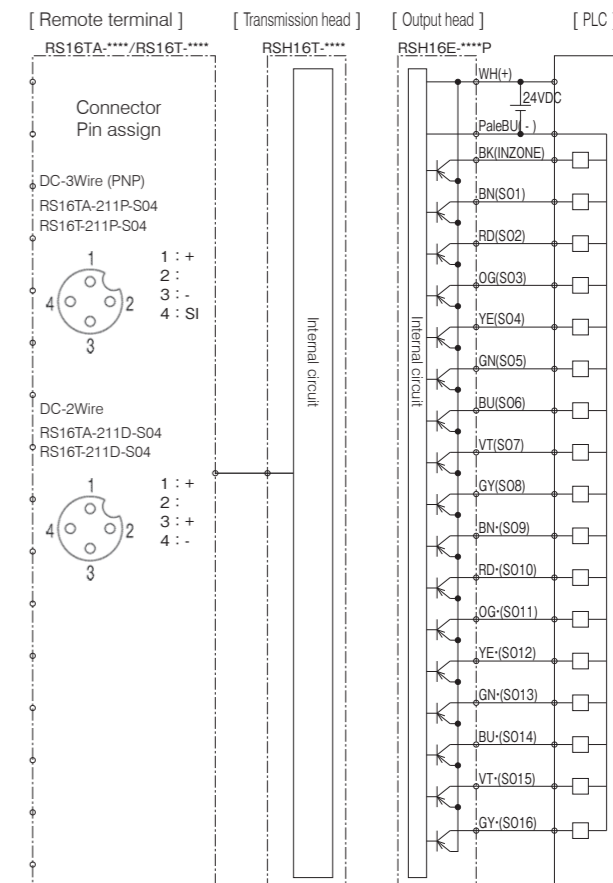 [ Remote terminal ]
[ Transmission head ]
[ Output head ]
[ PLC ]
RS16TA-****/RS16T-****
RSH16T-****
RSH16E-****P
Connector
Pin assign
DC-3Wire (PNP)
RS16TA-211P-S04
RS16T-211P-S04
1
2
3
4
1 : +
2 :
3 : -
4 : SI
DC-2Wire
RS16TA-211D-S04
RS16T-211D-S04
1
2
3
4
1 : +
2 :
3 : +
4 : -
Internal circuit
Internal circuit
WH(+)
24VDC
PaleBU( - )
BK(INZONE)
BN(SO1)
RD(SO2)
OG(SO3)
YE(SO4)
GN(SO5)
BU(SO6)
VT(SO7)
GY(SO8)
BN•(SO9)
RD•(SO10)
OG•(SO11)
YE•(SO12)
GN•(SO13)
BU•(SO14)
VT•(SO15)
GY•(SO16)